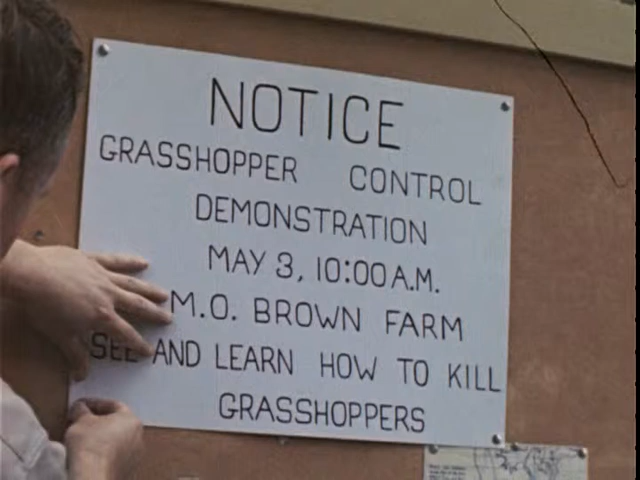 NOTICE
GRASSHOPPER CONTROL
DEMONSTRATION
MAY 3, 10:00 A.M.
M.O. BROWN FARM
SEE AND LEARN HOW TO KILL
GRASSHOPPERS